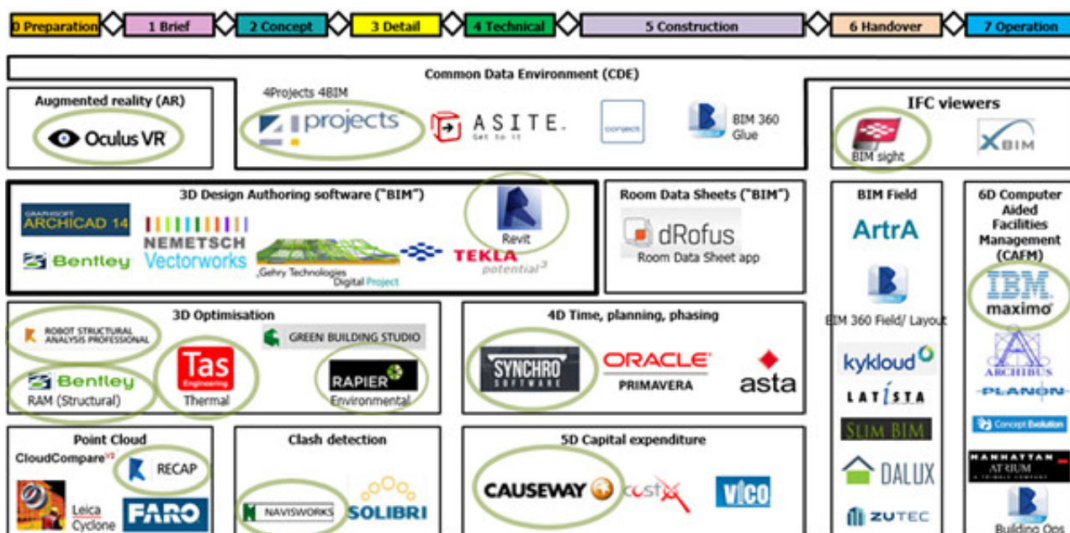 0 Preparation
1 Brief
2 Concept
3 Detail
4 Technical
5 Construction
6 Handover
7 Operation
Common Data Environment (CDE)
Augmented reality (AR)
Oculus VR
4Projects 4BIM
projects
ASITE
Get to it
conject
BIM 360
Glue
IFC viewers
BIM sight
XBIM
3D Design Authoring software ("BIM")
GRAPHISOFT
ARCHICAD 14
Bentley
NEMETSCH
Vectorworks
Gehry Technologies
Digital Project
TEKLA
potential³
Revit
Room Data Sheets ("BIM")
dRofus
Room Data Sheet app
BIM Field
ArtrA
BIM 360 Field/ Layout
kykloud
LATISTA
SLIM BIM
DALUX
ZUTEC
6D Computer
Aided
Facilities
Management
(CAFM)
IBM
maximo
ARCHIBUS
PLANON
Concept Evolution
MANHATTAN
ATRIUM
A TRIMBLE COMPANY
Building Ops
3D Optimisation
ROBOT STRUCTURAL
ANALYSIS PROFESSIONAL
GREEN BUILDING STUDIO
Bentley
RAM (Structural)
Tas
Engineering
Thermal
RAPIER
Environmental
4D Time, planning, phasing
SYNCHRO
SOFTWARE
ORACLE
PRIMAVERA
asta
Point Cloud
CloudCompare V2
RECAP
Leica
Cyclone
FARO
Clash detection
NAVISWORKS
SOLIBRI
5D Capital expenditure
CAUSEWAY
costX
VICO